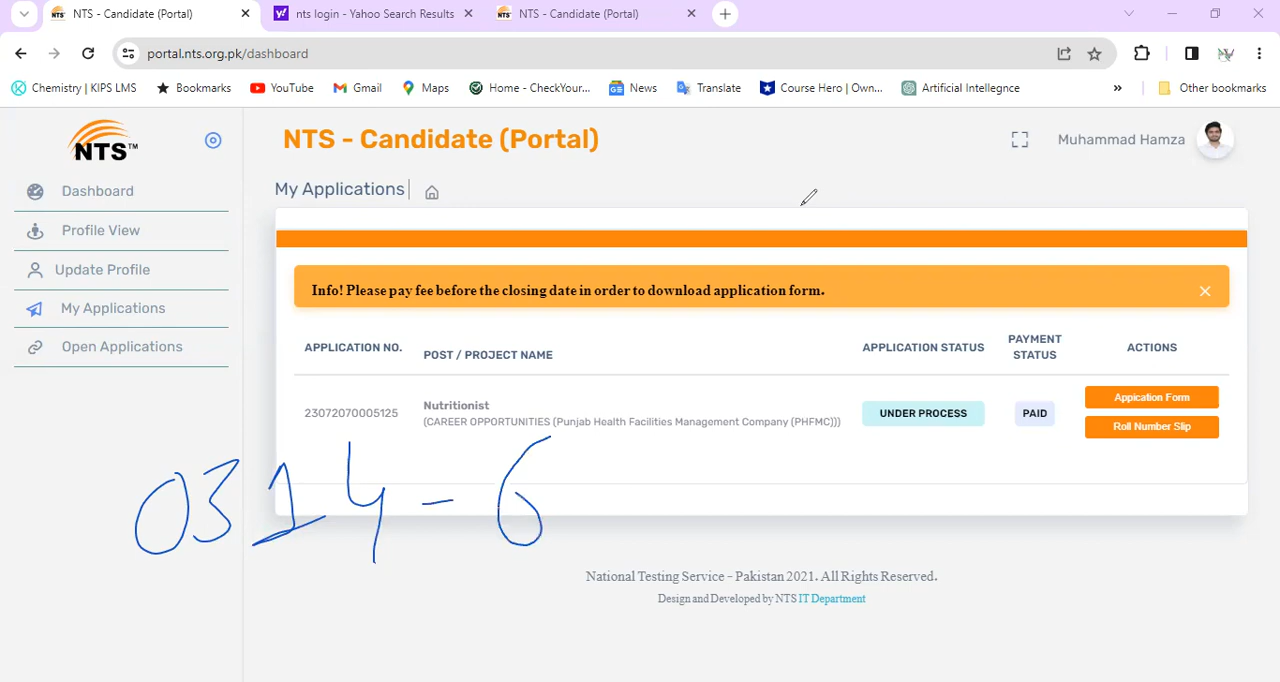 NTS - Candidate (Portal)
nts login - Yahoo Search Results
NTS - Candidate (Portal)
portal.nts.org.pk/dashboard
Chemistry | KIPS LMS
Bookmarks
YouTube
Gmail
Maps
Home - CheckYour...
News
Translate
Course Hero | Own...
Artificial Intellegnce
»
Other bookmarks
NTS™
NTS - Candidate (Portal)
Muhammad Hamza
Dashboard
Profile View
Update Profile
My Applications
Open Applications
My Applications
Info! Please pay fee before the closing date in order to download application form.
APPLICATION NO.
POST / PROJECT NAME
APPLICATION STATUS
PAYMENT STATUS
ACTIONS
23072070005125
Nutritionist
(CAREER OPPORTUNITIES (Punjab Health Facilities Management Company (PHFMC)))
UNDER PROCESS
PAID
Appication Form
Roll Number Slip
0314-6
National Testing Service - Pakistan 2021. All Rights Reserved.
Design and Developed by NTS IT Department